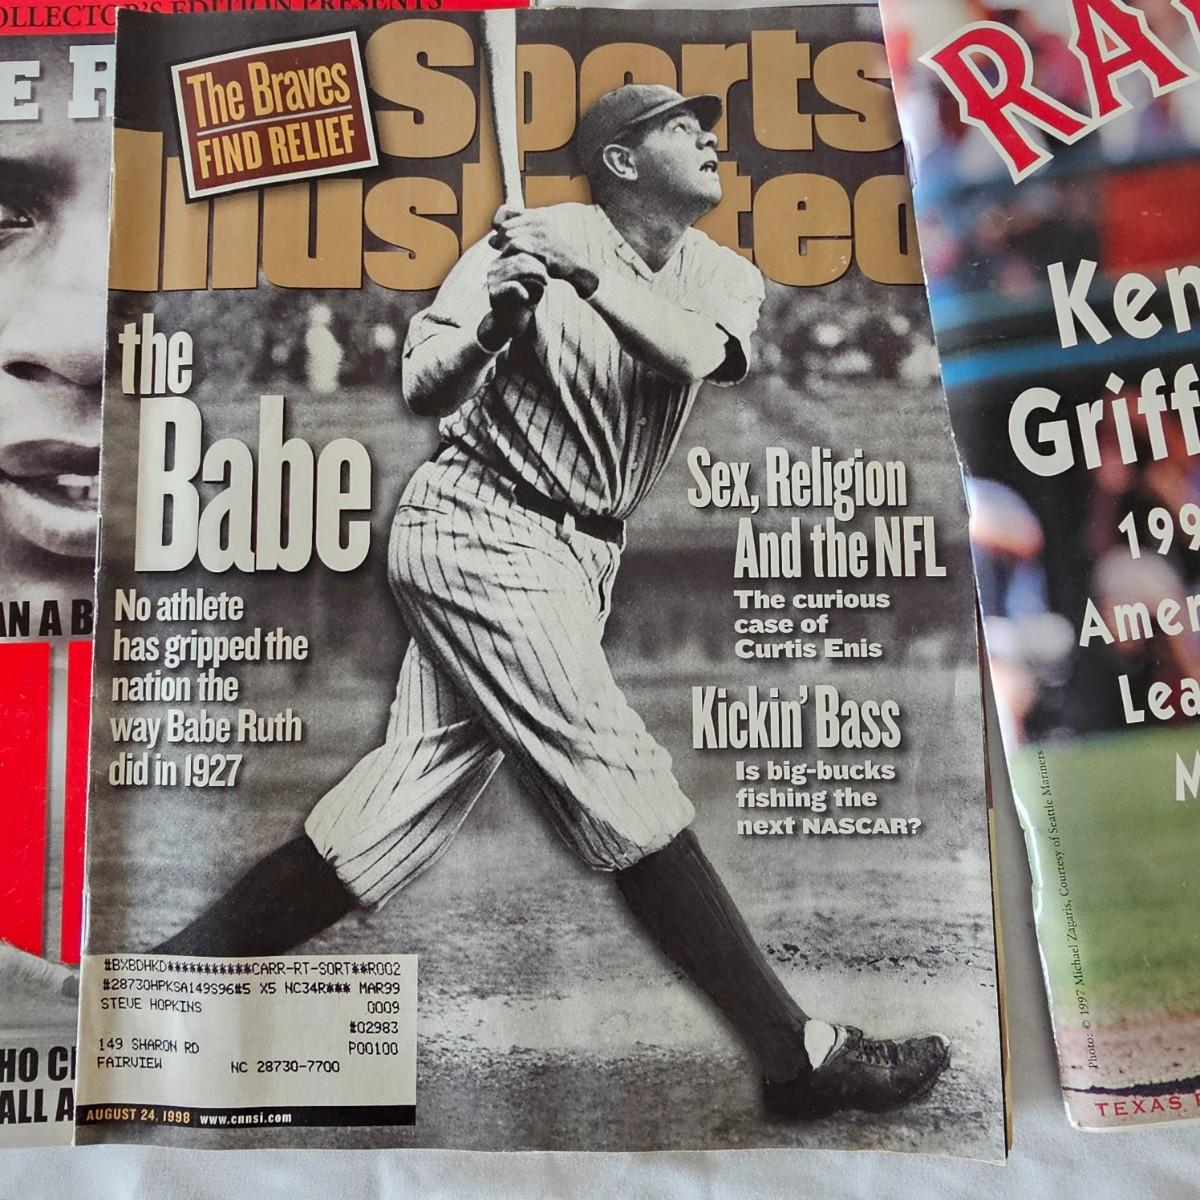 COLLECTOR'S EDITION PRESENTS
The Braves
FIND RELIEF
Sports
Illustrated
the
Babe
No athlete
has gripped the
nation the
way Babe Ruth
did in 1927
Sex, Religion
And the NFL
The curious
case of
Curtis Enis
Kickin' Bass
Is big-bucks
fishing the
next NASCAR?
#BXBDHKD***********CARR-RT-SORT**R002
#28730HPKSA149S96#5 X5 NC34R*** MAR99
STEVE HOPKINS 0009
#02983
149 SHARON RD P00100
FAIRVIEW NC 28730-7700
AUGUST 24, 1998 www.cnnsi.com
Ken
Griff
199
Amer
Lea
M
Photo: © 1997 Michael Zagaris, Courtesy of Seattle Mariners
TEXAS
RA
E R
AN A B
HO C
ALL A